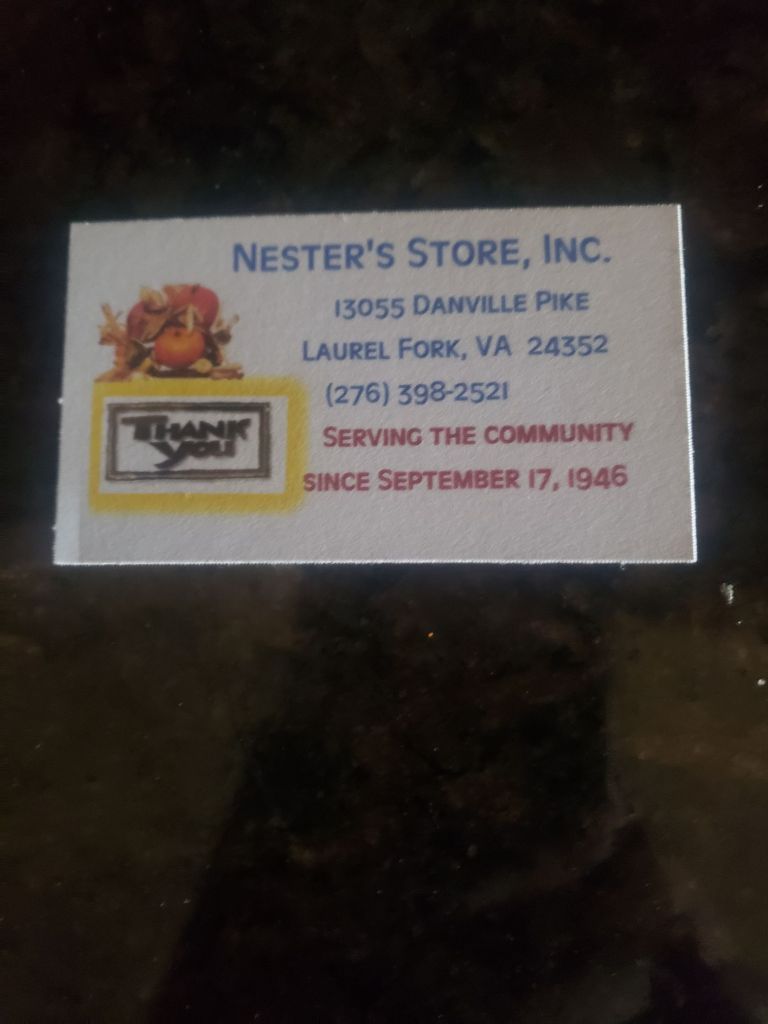 NESTER'S STORE, INC.
13055 DANVILLE PIKE
LAUREL FORK, VA 24352
(276) 398-2521
SERVING THE COMMUNITY
SINCE SEPTEMBER 17, 1946
THANK
YOU